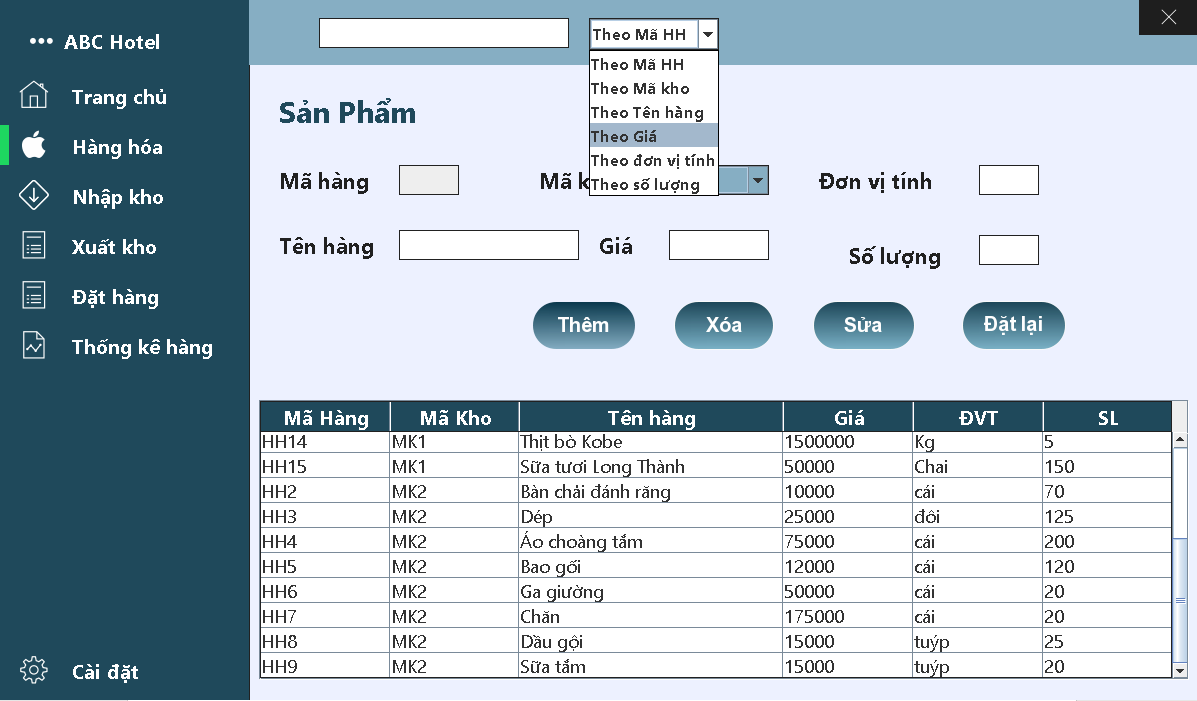 ABC Hotel
Trang chủ
Hàng hóa
Nhập kho
Xuất kho
Đặt hàng
Thống kê hàng
Cài đặt
Theo Mã HH
Theo Mã HH
Theo Mã kho
Theo Tên hàng
Theo Giá
Theo đơn vị tính
Theo số lượng
Sản Phẩm
Mã hàng Mã k Đơn vị tính
Tên hàng Giá Số lượng
Thêm Xóa Sửa Đặt lại
Mã Hàng Mã Kho Tên hàng Giá ĐVT SL
HH14 MK1 Thịt bò Kobe 1500000 Kg 5
HH15 MK1 Sữa tươi Long Thành 50000 Chai 150
HH2 MK2 Bàn chải đánh răng 10000 cái 70
HH3 MK2 Dép 25000 đôi 125
HH4 MK2 Áo choàng tắm 75000 cái 200
HH5 MK2 Bao gối 12000 cái 120
HH6 MK2 Ga giường 50000 cái 20
HH7 MK2 Chăn 175000 cái 20
HH8 MK2 Dầu gội 15000 tuýp 25
HH9 MK2 Sữa tắm 15000 tuýp 20